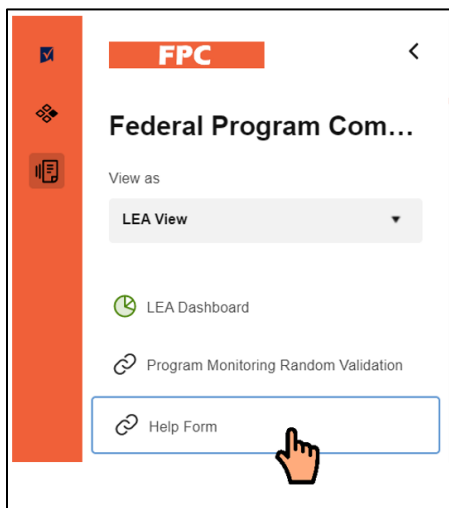 FPC
Federal Program Com...
View as
LEA View
LEA Dashboard
Program Monitoring Random Validation
Help Form